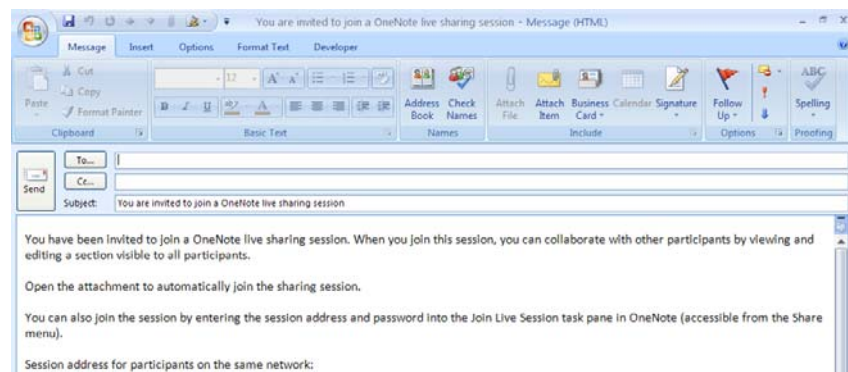 You are invited to join a OneNote live sharing session - Message (HTML)
Message Insert Options Format Text Developer
Paste
Cut
Copy
Format Painter
Clipboard
12
B I U
Basic Text
Address Book
Check Names
Names
Attach File
Attach Item
Business Card
Calendar
Signature
Include
Follow Up
Options
ABC
Spelling
Proofing
Send
To...
Cc...
Subject: You are invited to join a OneNote live sharing session
You have been invited to join a OneNote live sharing session. When you join this session, you can collaborate with other participants by viewing and
editing a section visible to all participants.
Open the attachment to automatically join the sharing session.
You can also join the session by entering the session address and password into the Join Live Session task pane in OneNote (accessible from the Share
menu).
Session address for participants on the same network: